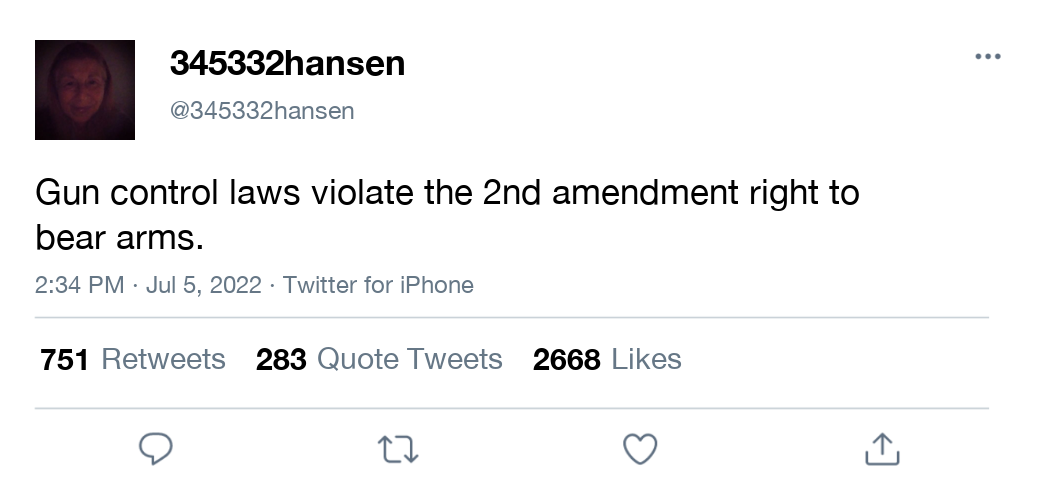 345332hansen
@345332hansen
Gun control laws violate the 2nd amendment right to
bear arms.
2:34 PM · Jul 5, 2022 · Twitter for iPhone
751 Retweets 283 Quote Tweets 2668 Likes